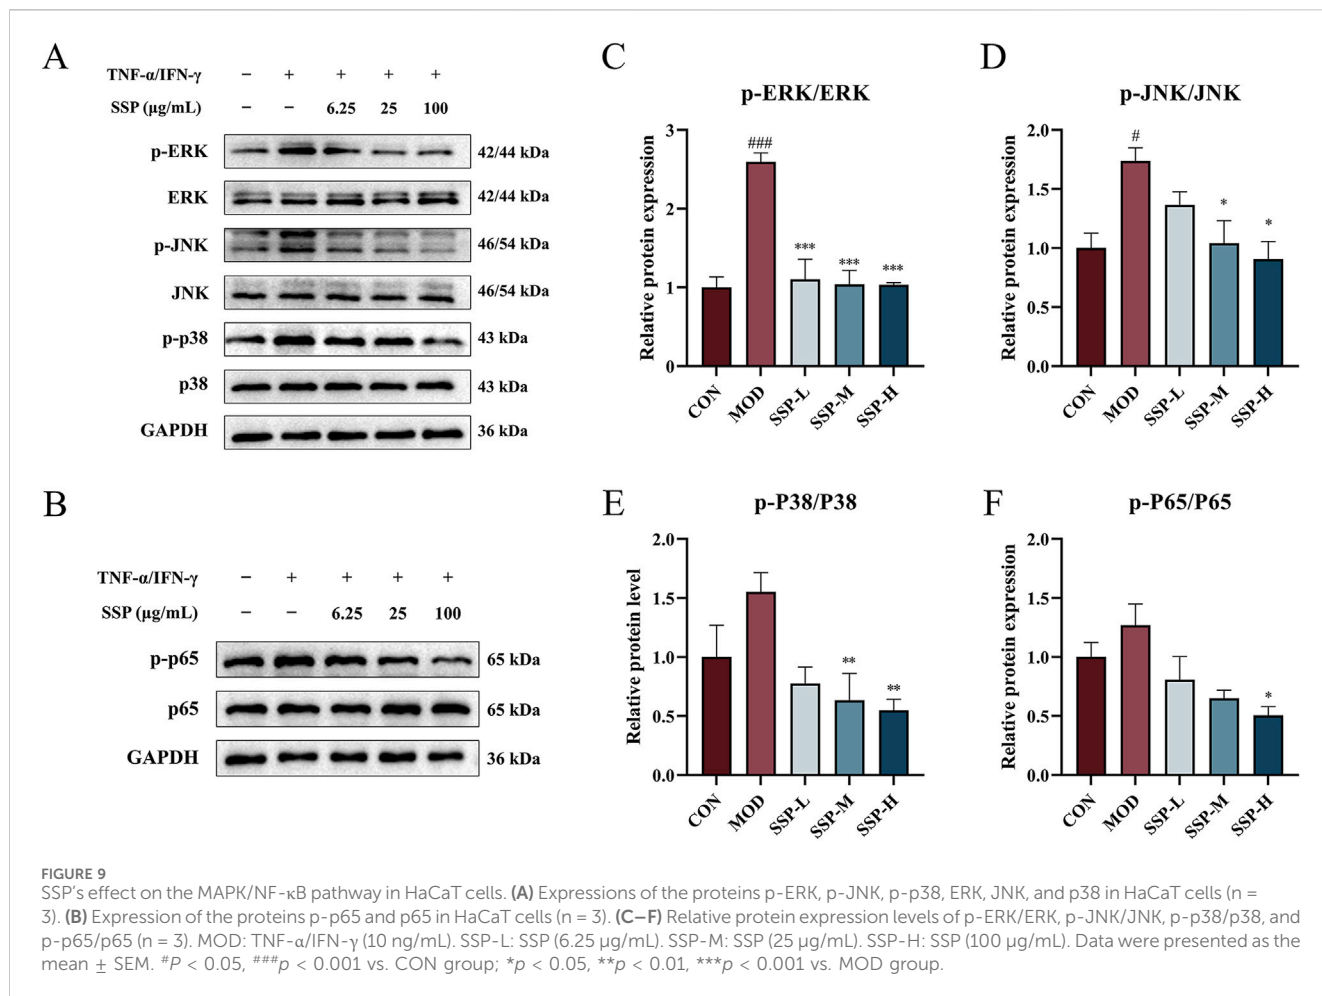 A
TNF-α/IFN-γ – + + + +
SSP (µg/mL) – – 6.25 25 100
p-ERK 42/44 kDa
ERK 42/44 kDa
p-JNK 46/54 kDa
JNK 46/54 kDa
p-p38 43 kDa
p38 43 kDa
GAPDH 36 kDa
B
TNF-α/IFN-γ – + + + +
SSP (µg/mL) – – 6.25 25 100
p-p65 65 kDa
p65 65 kDa
GAPDH 36 kDa
C
p-ERK/ERK
Relative protein expression
3
2
1
0
###
***
***
***
CON MOD SSP-L SSP-M SSP-H
D
p-JNK/JNK
Relative protein expression
2.0
1.5
1.0
0.5
0.0
#
*
*
CON MOD SSP-L SSP-M SSP-H
E
p-P38/P38
Relative protein level
2.0
1.5
1.0
0.5
0.0
**
**
CON MOD SSP-L SSP-M SSP-H
F
p-P65/P65
Relative protein expression
2.0
1.5
1.0
0.5
0.0
*
CON MOD SSP-L SSP-M SSP-H
FIGURE 9
SSP's effect on the MAPK/NF-κB pathway in HaCaT cells. (A) Expressions of the proteins p-ERK, p-JNK, p-p38, ERK, JNK, and p38 in HaCaT cells (n =
3). (B) Expression of the proteins p-p65 and p65 in HaCaT cells (n = 3). (C–F) Relative protein expression levels of p-ERK/ERK, p-JNK/JNK, p-p38/p38, and
p-p65/p65 (n = 3). MOD: TNF-α/IFN-γ (10 ng/mL). SSP-L: SSP (6.25 µg/mL). SSP-M: SSP (25 µg/mL). SSP-H: SSP (100 µg/mL). Data were presented as the
mean ± SEM. #P < 0.05, ###p < 0.001 vs. CON group; *p < 0.05, **p < 0.01, ***p < 0.001 vs. MOD group.